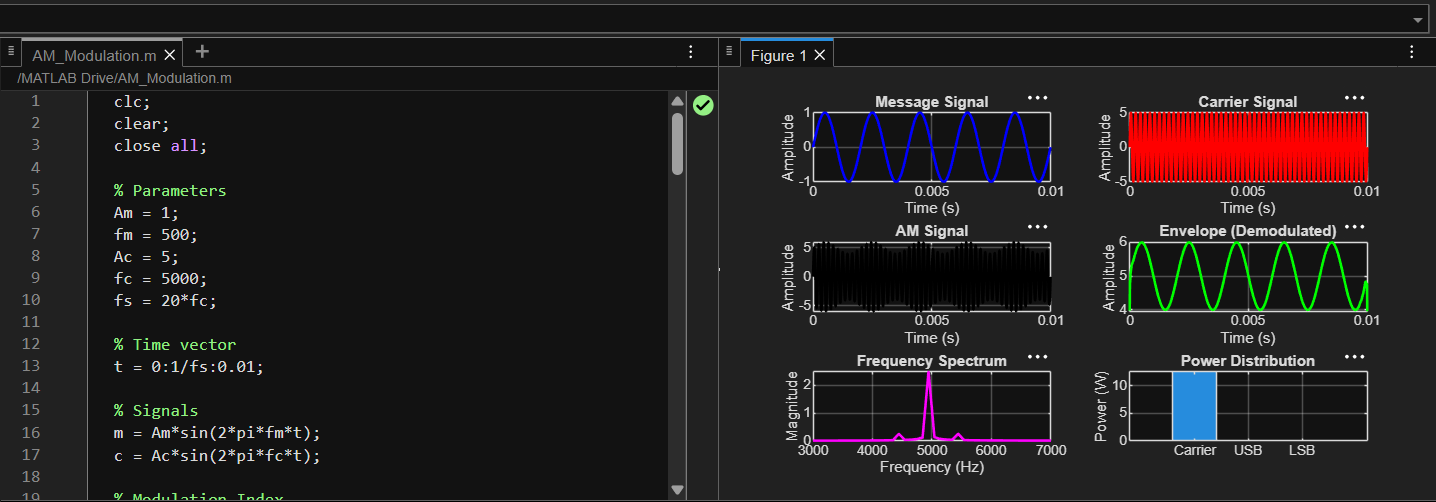 AM_Modulation.m
/MATLAB Drive/AM_Modulation.m
1 clc;
2 clear;
3 close all;
4
5 % Parameters
6 Am = 1;
7 fm = 500;
8 Ac = 5;
9 fc = 5000;
10 fs = 20*fc;
11
12 % Time vector
13 t = 0:1/fs:0.01;
14
15 % Signals
16 m = Am*sin(2*pi*fm*t);
17 c = Ac*sin(2*pi*fc*t);
18
19 % Modulation Index
Figure 1
Message Signal
Amplitude
1
0
-1
0 0.005 0.01
Time (s)
Carrier Signal
Amplitude
5
0
-5
0 0.005 0.01
Time (s)
AM Signal
Amplitude
5
0
-5
0 0.005 0.01
Time (s)
Envelope (Demodulated)
Amplitude
6
5
4
0 0.005 0.01
Time (s)
Frequency Spectrum
Magnitude
2
1
0
3000 4000 5000 6000 7000
Frequency (Hz)
Power Distribution
Power (W)
10
5
0
Carrier USB LSB